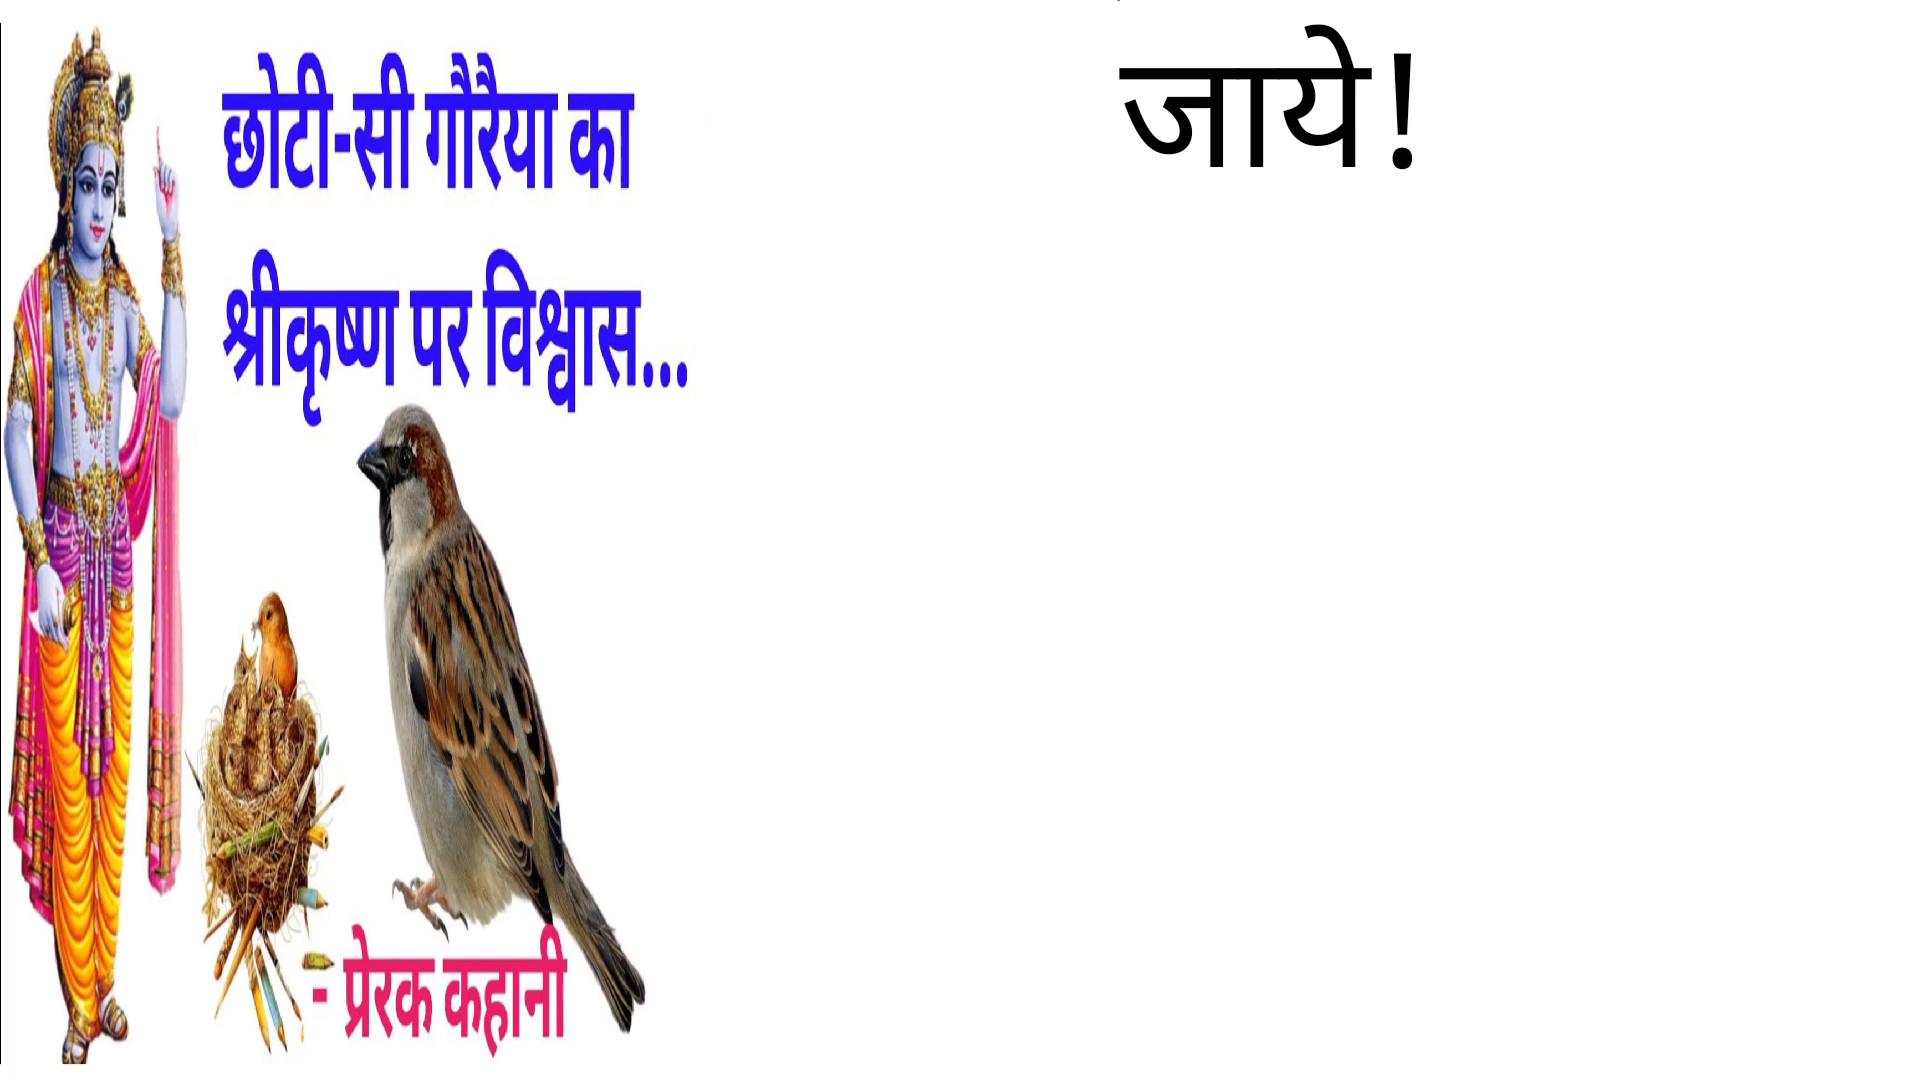 छोटी-सी गौरैया का
श्रीकृष्ण पर विश्वास...
- प्रेरक कहानी
जाये!